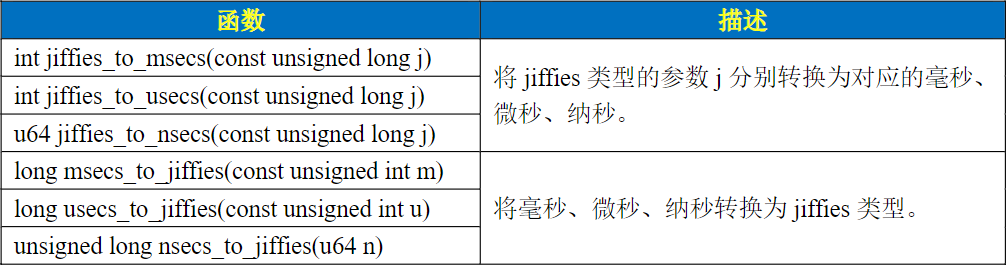 函数
描述
int jiffies_to_msecs(const unsigned long j)
int jiffies_to_usecs(const unsigned long j)
u64 jiffies_to_nsecs(const unsigned long j)
将 jiffies 类型的参数 j 分别转换为对应的毫秒、
微秒、纳秒。
long msecs_to_jiffies(const unsigned int m)
long usecs_to_jiffies(const unsigned int u)
unsigned long nsecs_to_jiffies(u64 n)
将毫秒、微秒、纳秒转换为 jiffies 类型。